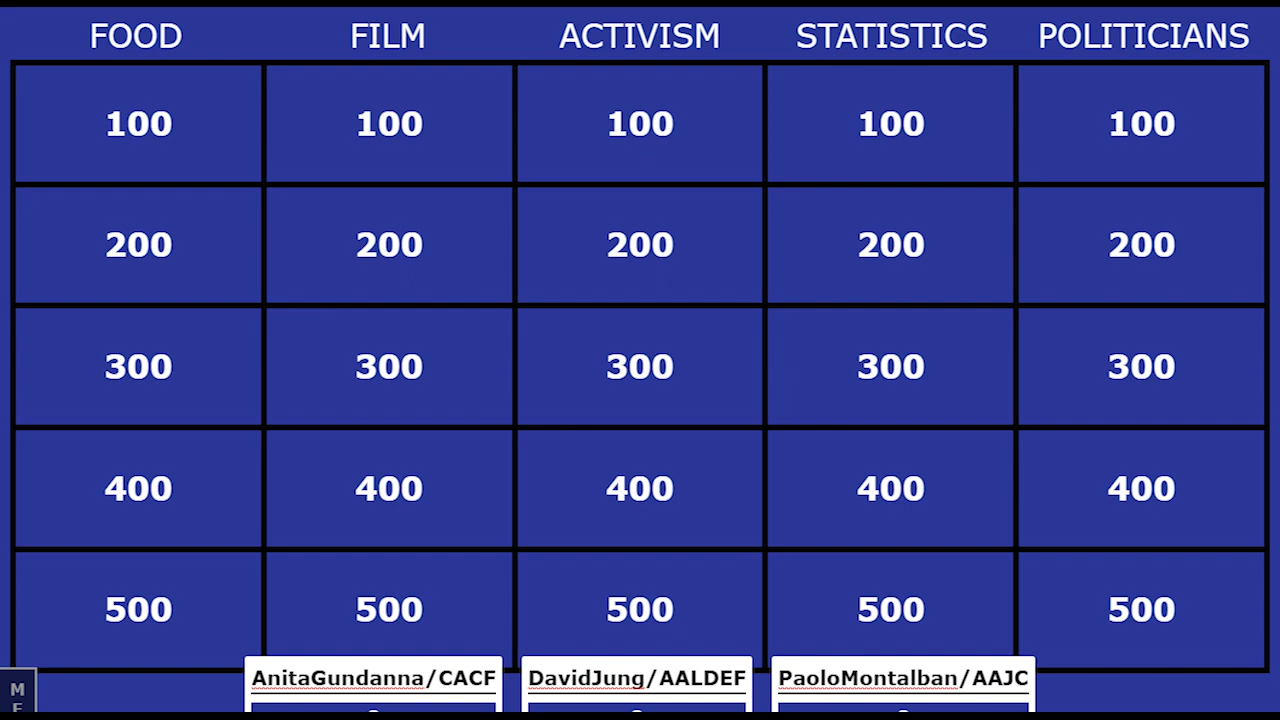 FOOD FILM ACTIVISM STATISTICS POLITICIANS
100 100 100 100 100
200 200 200 200 200
300 300 300 300 300
400 400 400 400 400
500 500 500 500 500
AnitaGundanna/CACF DavidJung/AALDEF PaoloMontalban/AAJC
M